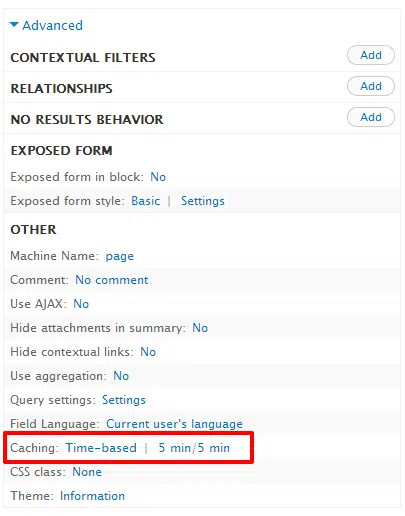 Advanced
CONTEXTUAL FILTERS Add
RELATIONSHIPS Add
NO RESULTS BEHAVIOR Add
EXPOSED FORM
Exposed form in block: No
Exposed form style: Basic | Settings
OTHER
Machine Name: page
Comment: No comment
Use AJAX: No
Hide attachments in summary: No
Hide contextual links: No
Use aggregation: No
Query settings: Settings
Field Language: Current user's language
Caching: Time-based | 5 min/5 min
CSS class: None
Theme: Information